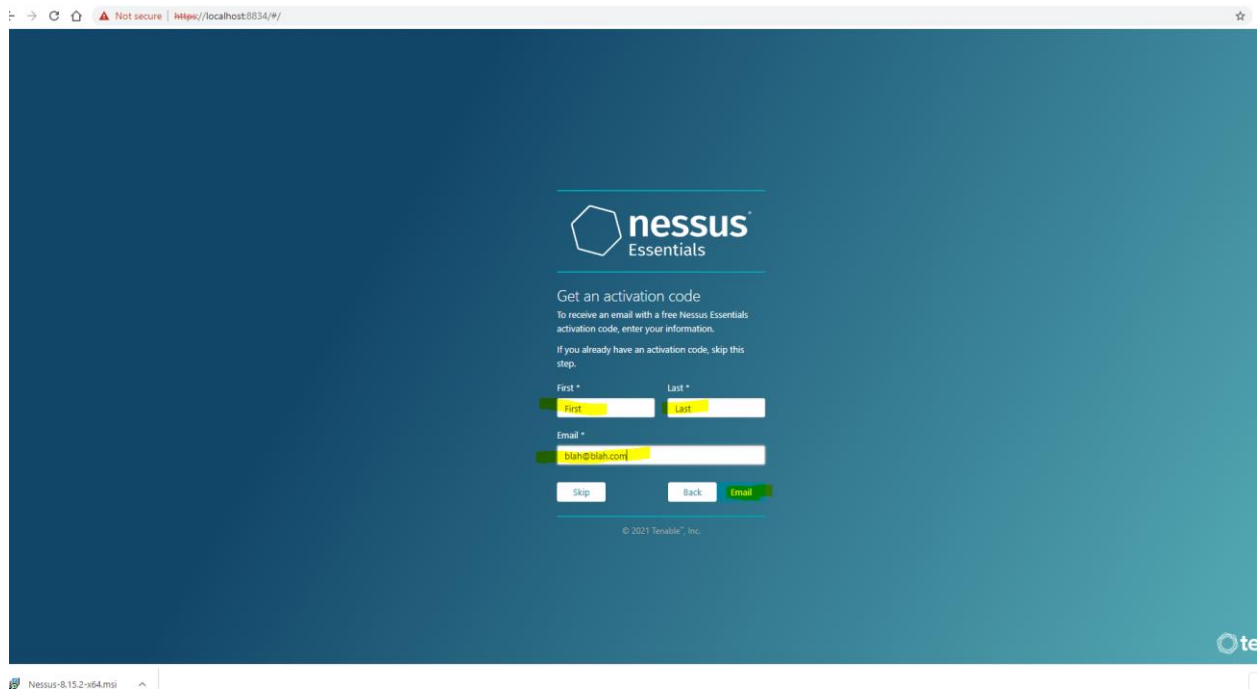 Not secure | https://localhost:8834/#/
nessus
Essentials
Get an activation code
To receive an email with a free Nessus Essentials
activation code, enter your information.
If you already have an activation code, skip this
step.
First * Last *
First Last
Email *
blah@blah.com
Skip Back Email
© 2021 Tenable™, Inc.
te
Nessus-8.15.2-x64.msi